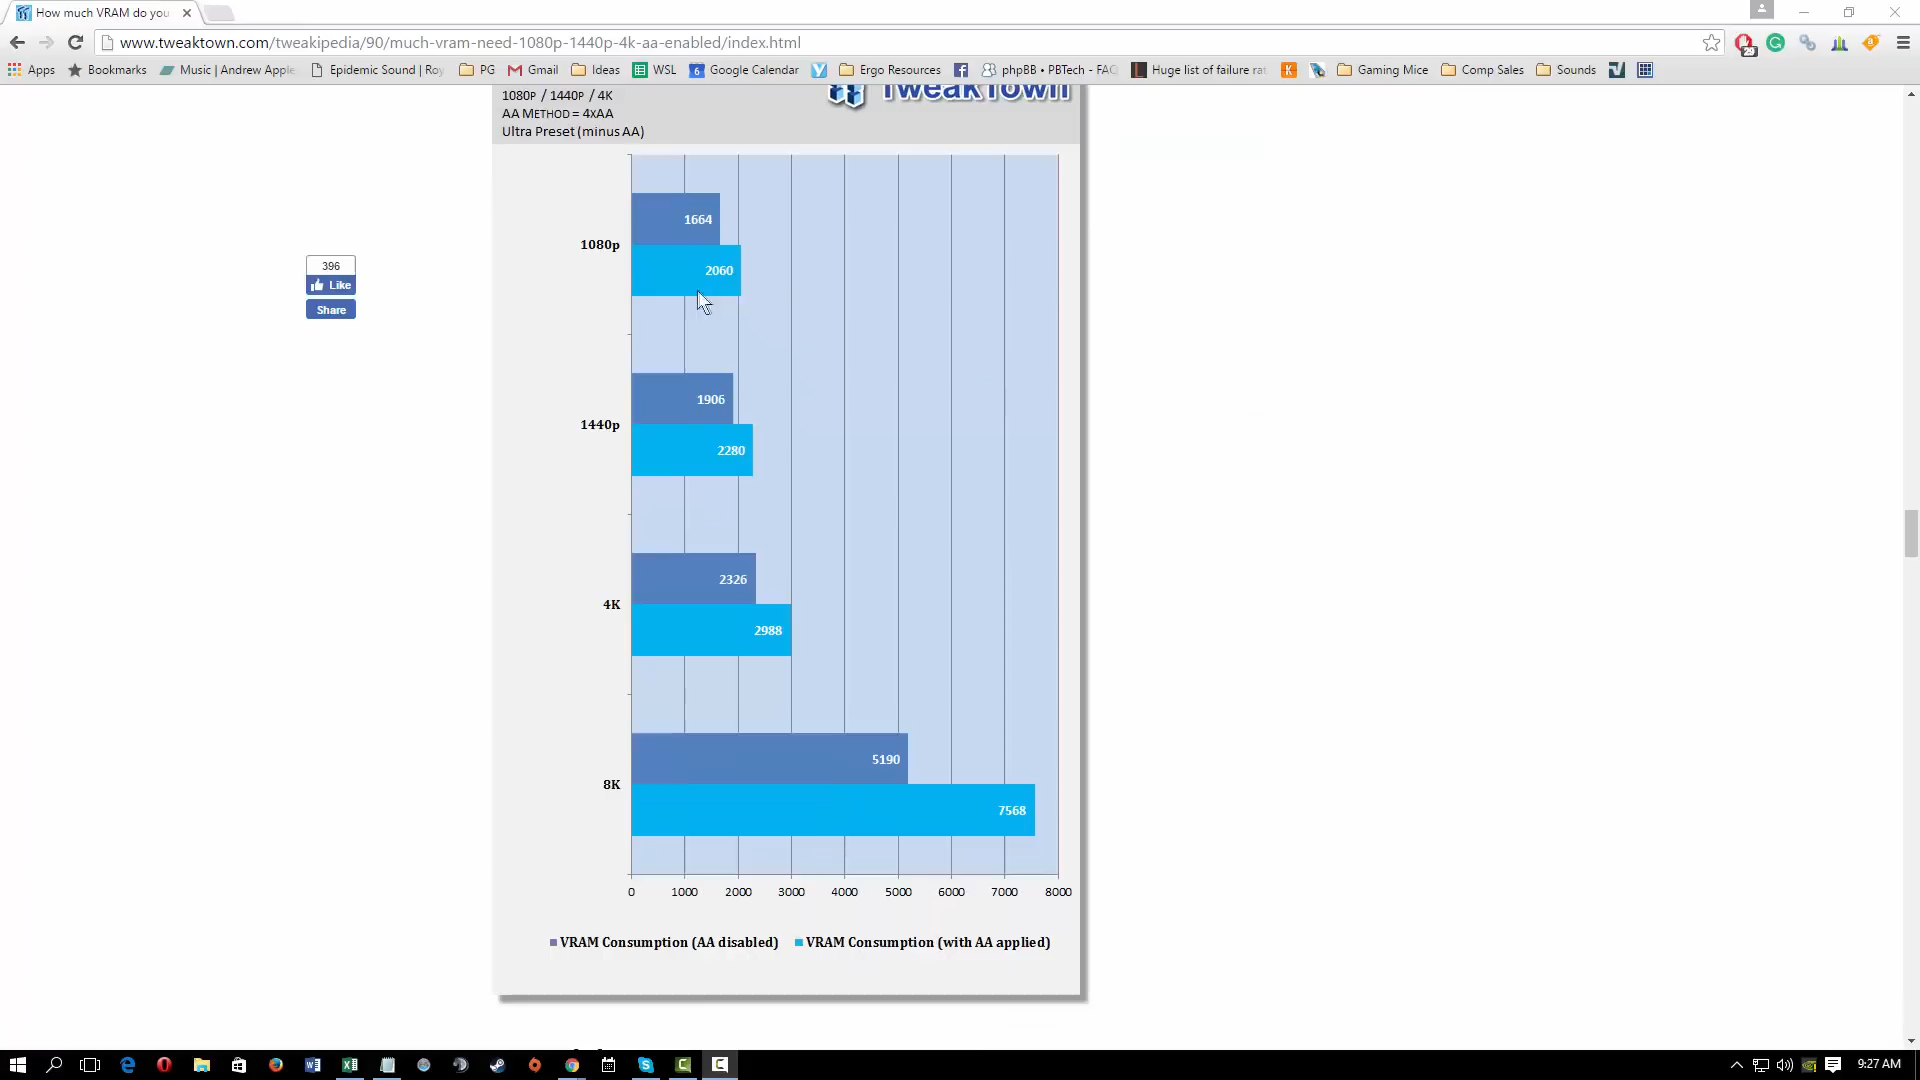 How much VRAM do you
www.tweaktown.com/tweakipedia/90/much-vram-need-1080p-1440p-4k-aa-enabled/index.html
Apps Bookmarks Music | Andrew Apple Epidemic Sound | Roy PG Gmail Ideas WSL Google Calendar Ergo Resources phpBB • PBTech - FAQ Huge list of failure rat Gaming Mice Comp Sales Sounds
1080P / 1440P / 4K
TweakTown
AA METHOD = 4XAA
Ultra Preset (minus AA)
1664
1080p
2060
396
Like
Share
1906
1440p
2280
2326
4K
2988
5190
8K
7568
0 1000 2000 3000 4000 5000 6000 7000 8000
VRAM Consumption (AA disabled) VRAM Consumption (with AA applied)
9:27 AM